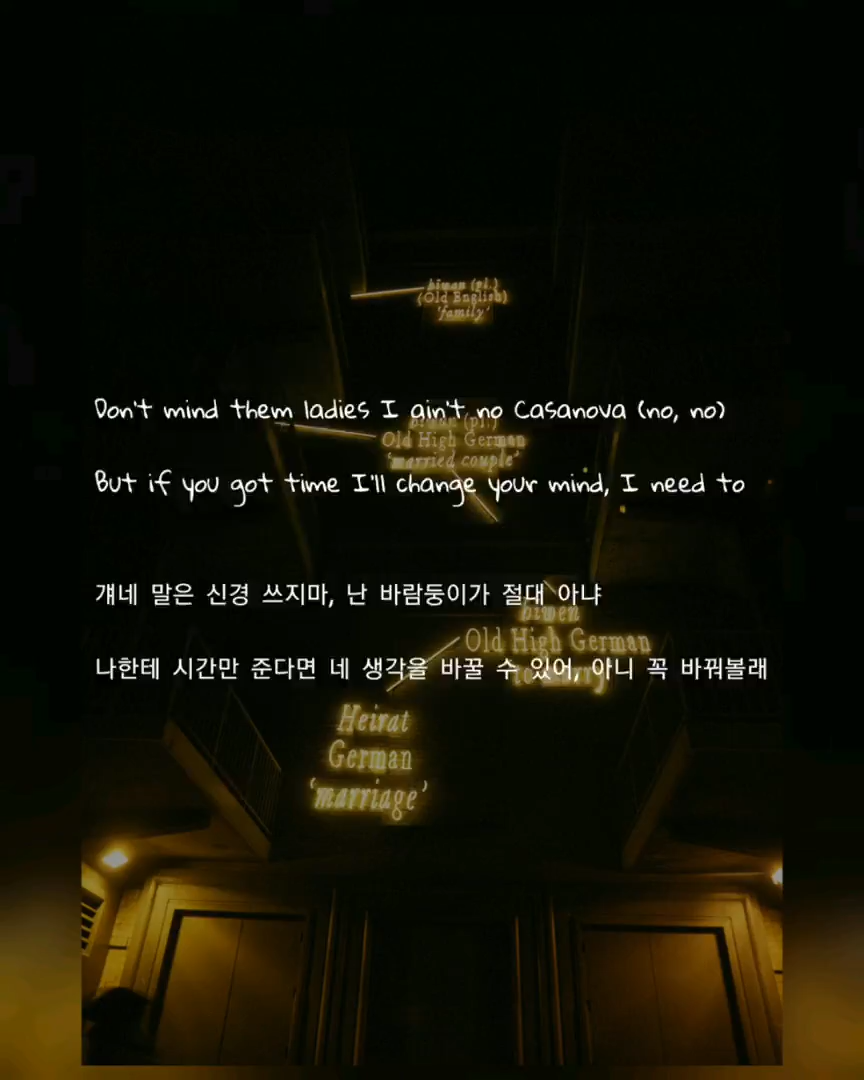 hiwan (pl.)
(Old English)
'family'
Don't mind them ladies I ain't no Casanova (no, no)
(pl.)
Old High German
'married couple'
But if you got time I'll change your mind, I need to
걔네 말은 신경 쓰지마, 난 바람둥이가 절대 아냐
Old High German
나한테 시간만 준다면 네 생각을 바꿀 수 있어, 아니 꼭 바꿔볼래
Heirat
German
'marriage'